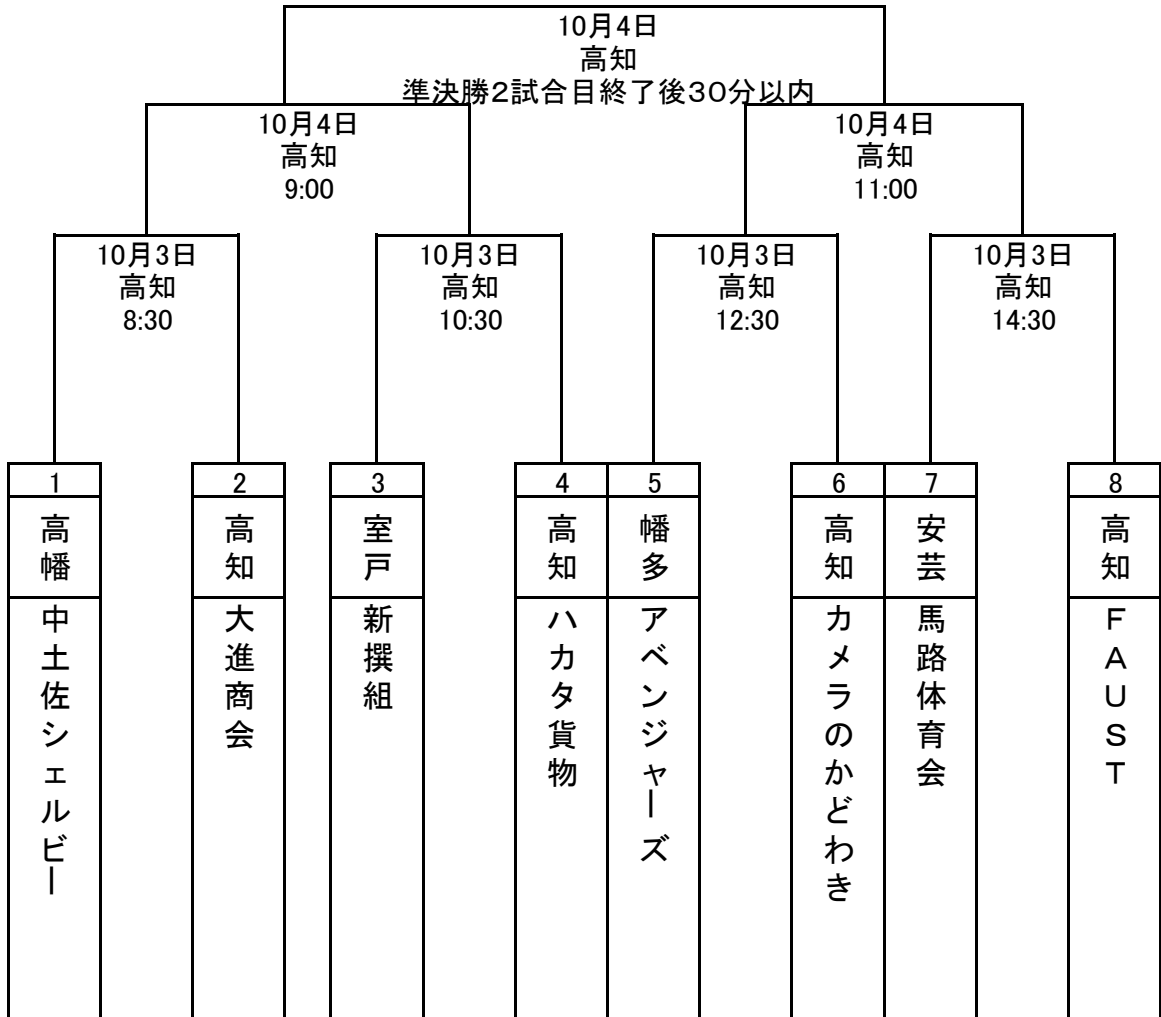 10月4日
高知
準決勝2試合目終了後30分以内
10月4日
高知
9:00
10月4日
高知
11:00
10月3日
高知
8:30
10月3日
高知
10:30
10月3日
高知
12:30
10月3日
高知
14:30
1
高幡
中土佐シェルビー
2
高知
大進商会
3
室戸
新撰組
4
高知
ハカタ貨物
5
幡多
アベンジャーズ
6
高知
カメラのかどわき
7
安芸
馬路体育会
8
高知
FAUST